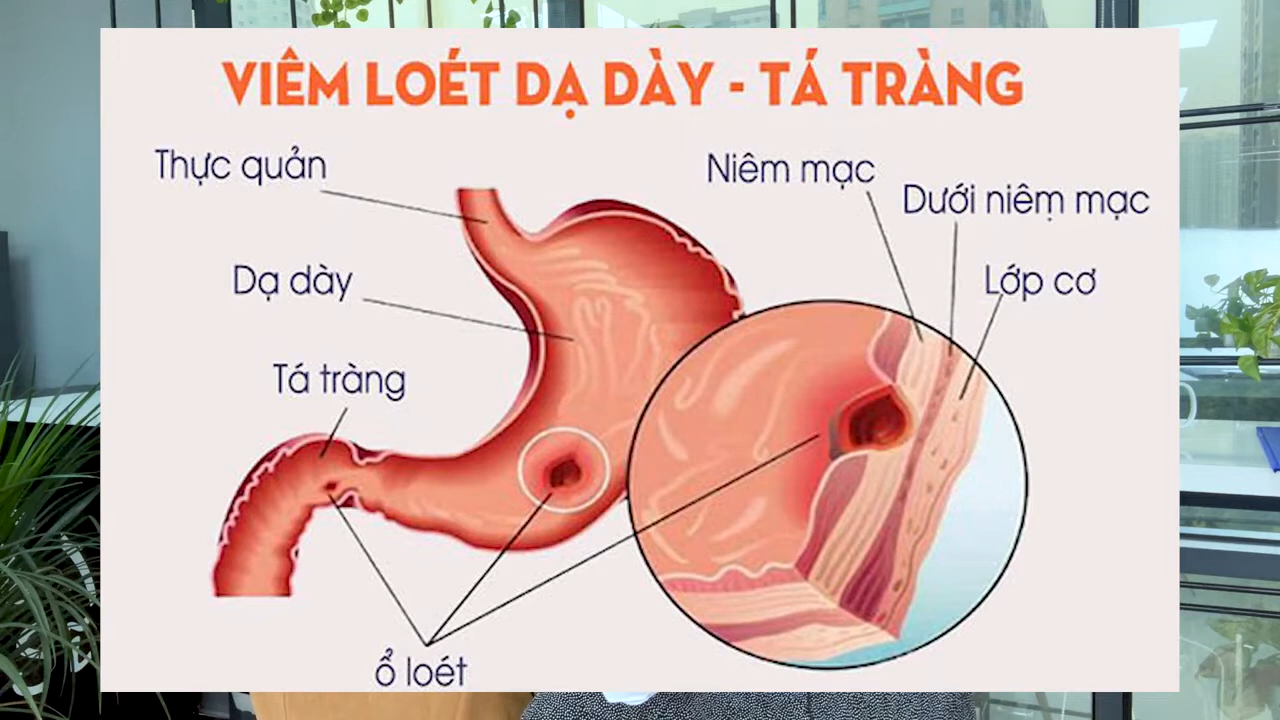 VIÊM LOÉT DẠ DÀY - TÁ TRÀNG
Thực quản
Niêm mạc
Dưới niêm mạc
Dạ dày
Lớp cơ
Tá tràng
ổ loét